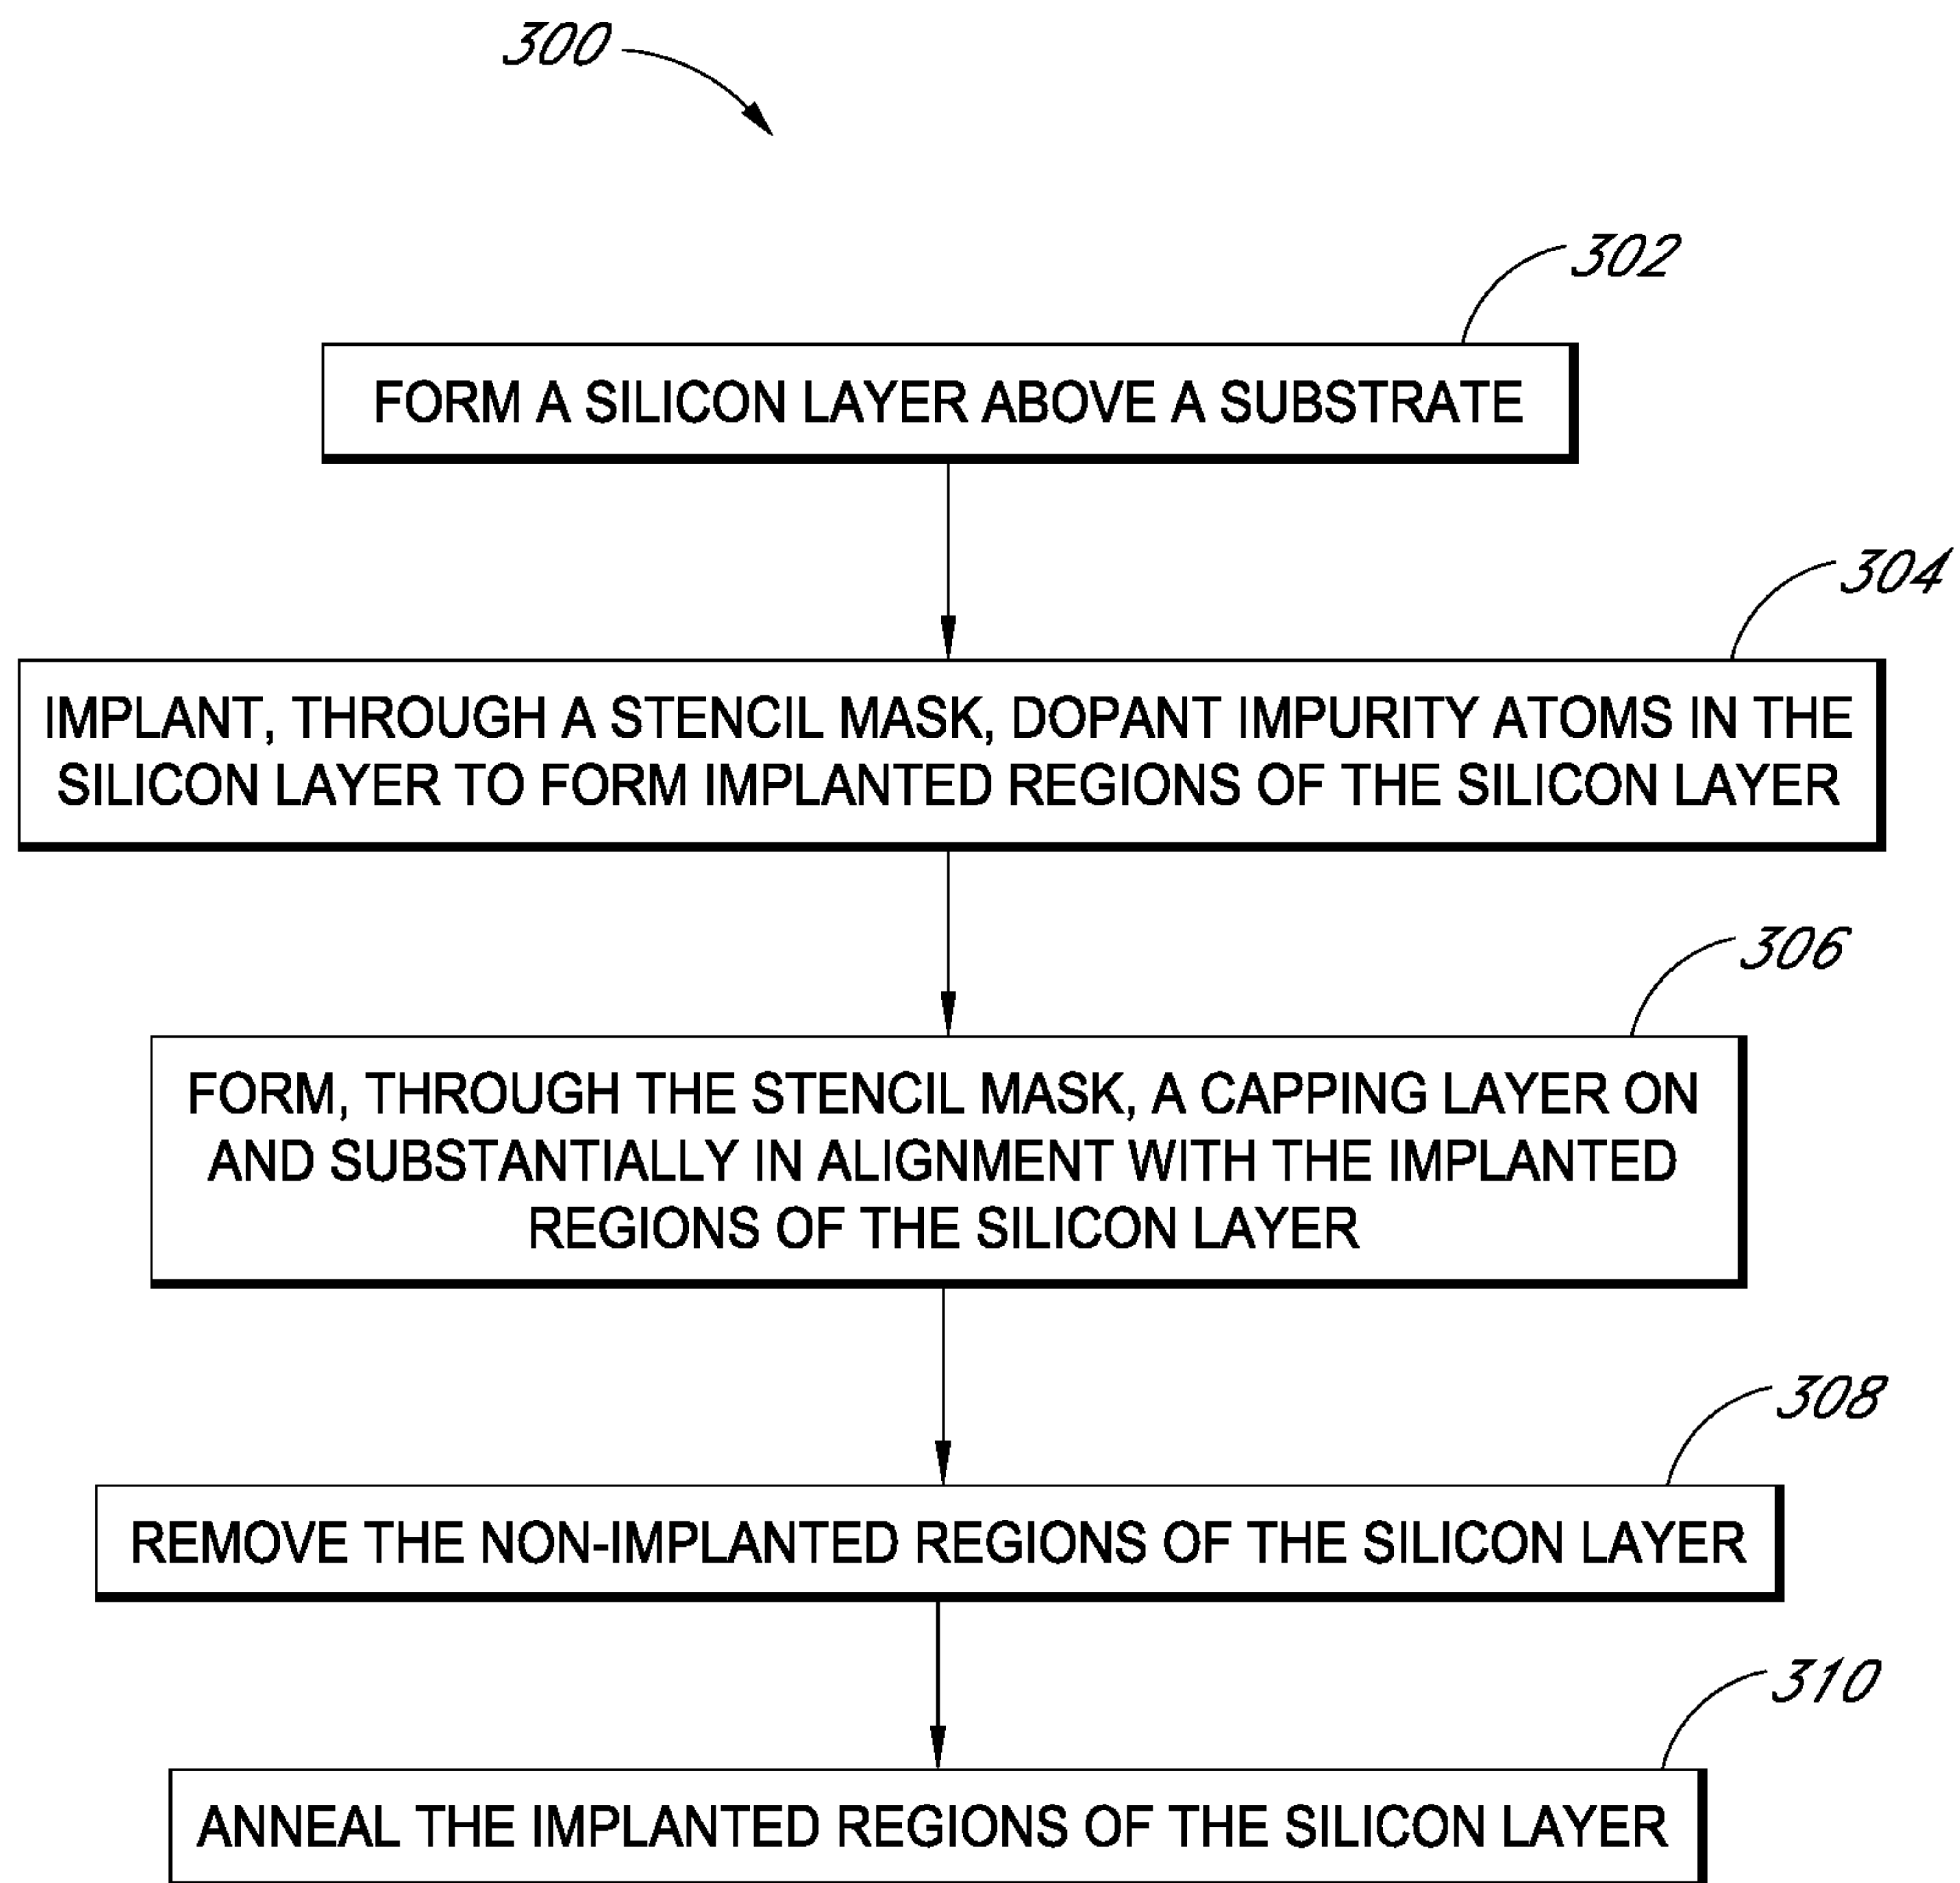 300
302
FORM A SILICON LAYER ABOVE A SUBSTRATE
304
IMPLANT, THROUGH A STENCIL MASK, DOPANT IMPURITY ATOMS IN THE
SILICON LAYER TO FORM IMPLANTED REGIONS OF THE SILICON LAYER
306
FORM, THROUGH THE STENCIL MASK, A CAPPING LAYER ON
AND SUBSTANTIALLY IN ALIGNMENT WITH THE IMPLANTED
REGIONS OF THE SILICON LAYER
308
REMOVE THE NON-IMPLANTED REGIONS OF THE SILICON LAYER
310
ANNEAL THE IMPLANTED REGIONS OF THE SILICON LAYER